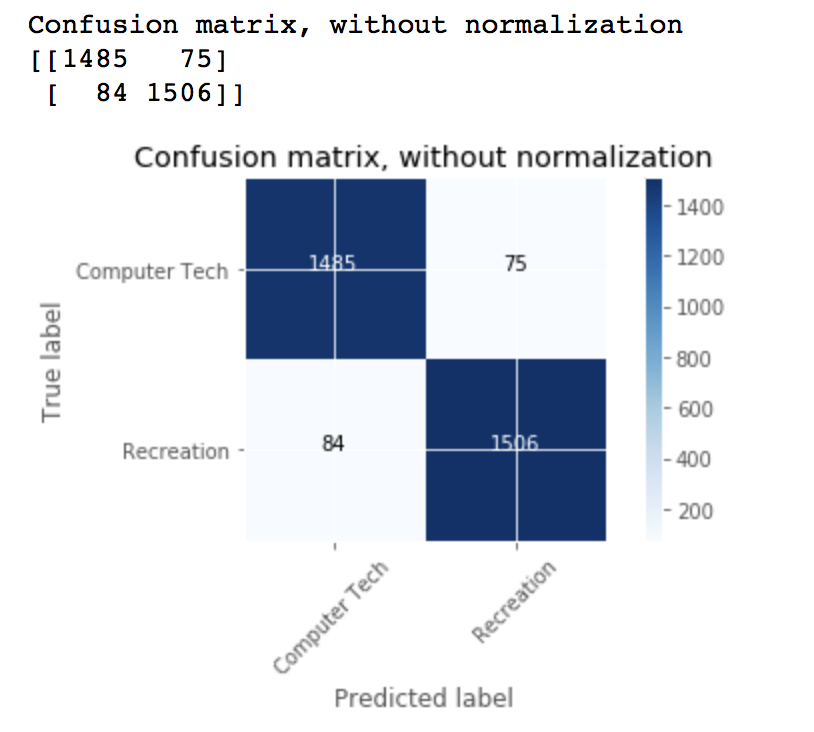 Confusion matrix, without normalization
[[1485   75]
 [  84 1506]]
Confusion matrix, without normalization
1485 75
84 1506
Computer Tech
Recreation
True label
Computer Tech
Recreation
Predicted label
1400
1200
1000
800
600
400
200